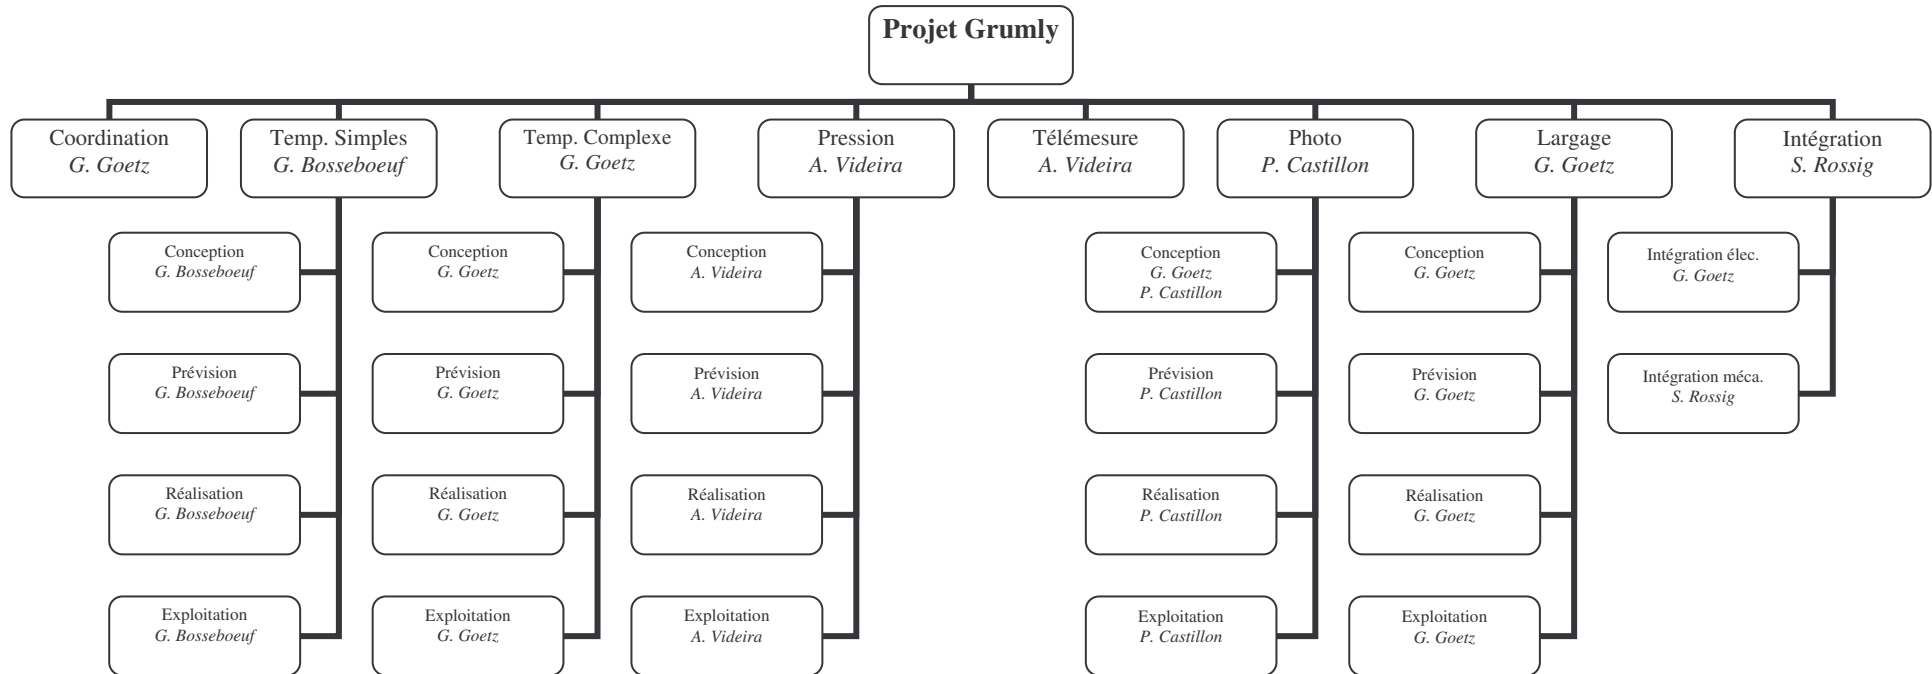 Projet Grumly
Coordination
G. Goetz
Temp. Simples
G. Bosseboeuf
Temp. Complexe
G. Goetz
Pression
A. Videira
Télémesure
A. Videira
Photo
P. Castillon
Largage
G. Goetz
Intégration
S. Rossig
Conception
G. Bosseboeuf
Prévision
G. Bosseboeuf
Réalisation
G. Bosseboeuf
Exploitation
G. Bosseboeuf
Conception
G. Goetz
Prévision
G. Goetz
Réalisation
G. Goetz
Exploitation
G. Goetz
Conception
A. Videira
Prévision
A. Videira
Réalisation
A. Videira
Exploitation
A. Videira
Conception
G. Goetz
P. Castillon
Prévision
P. Castillon
Réalisation
P. Castillon
Exploitation
P. Castillon
Conception
G. Goetz
Prévision
G. Goetz
Réalisation
G. Goetz
Exploitation
G. Goetz
Intégration élec.
G. Goetz
Intégration méca.
S. Rossig